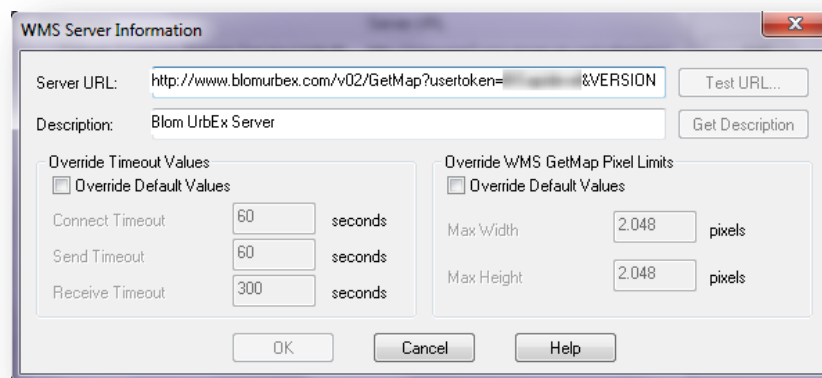 WMS Server Information
Server URL: http://www.blomurbex.com/v02/GetMap?usertoken= &VERSION Test URL...
Description: Blom UrbEx Server Get Description
Override Timeout Values Override WMS GetMap Pixel Limits
Override Default Values Override Default Values
Connect Timeout 60 seconds Max Width 2.048 pixels
Send Timeout 60 seconds Max Height 2.048 pixels
Receive Timeout 300 seconds
OK Cancel Help